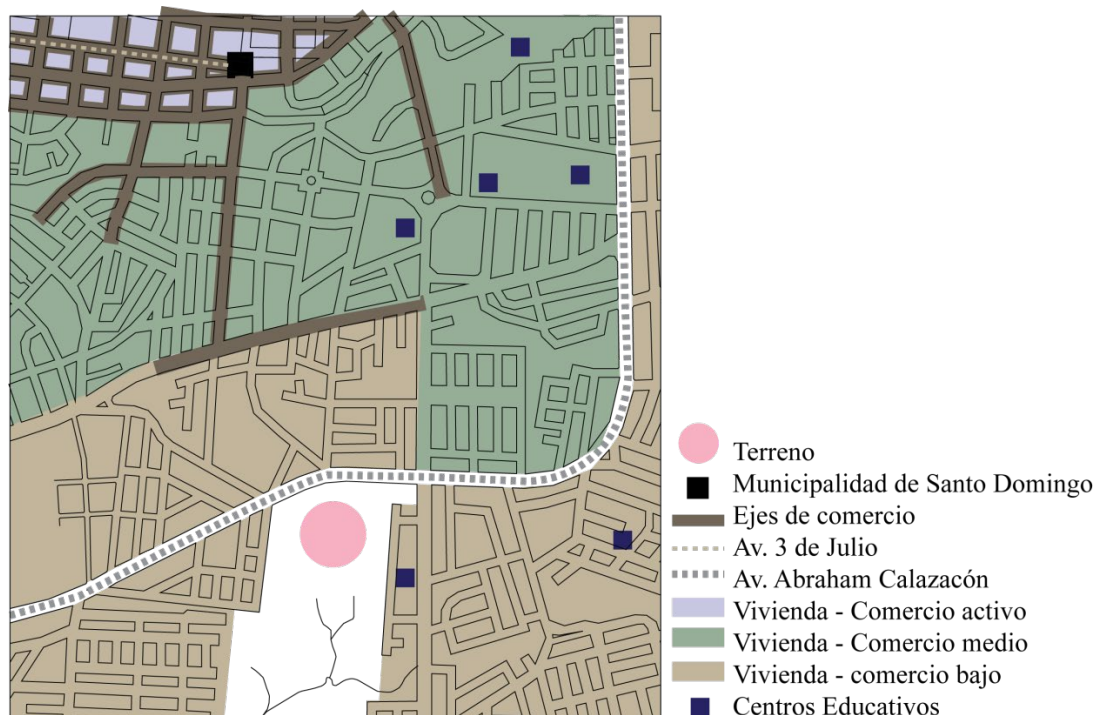 Terreno
Municipalidad de Santo Domingo
Ejes de comercio
Av. 3 de Julio
Av. Abraham Calazacón
Vivienda - Comercio activo
Vivienda - Comercio medio
Vivienda - comercio bajo
Centros Educativos